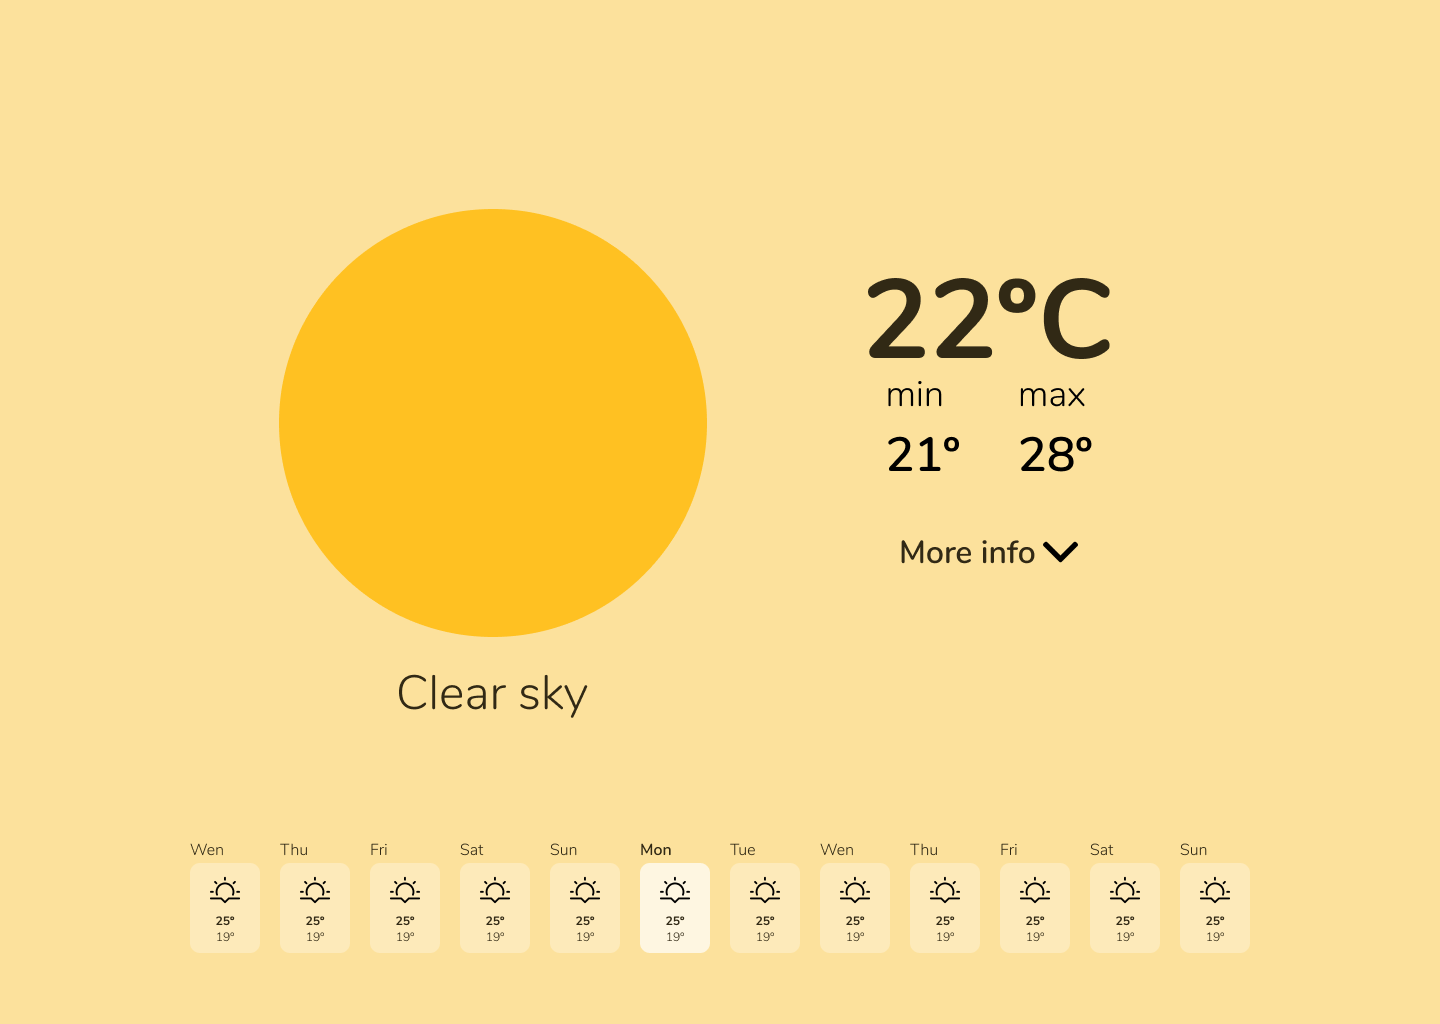 22°C
min max
21° 28°
More info
Clear sky
Wen Thu Fri Sat Sun Mon Tue Wen Thu Fri Sat Sun
25° 25° 25° 25° 25° 25° 25° 25° 25° 25° 25° 25°
19° 19° 19° 19° 19° 19° 19° 19° 19° 19° 19° 19°